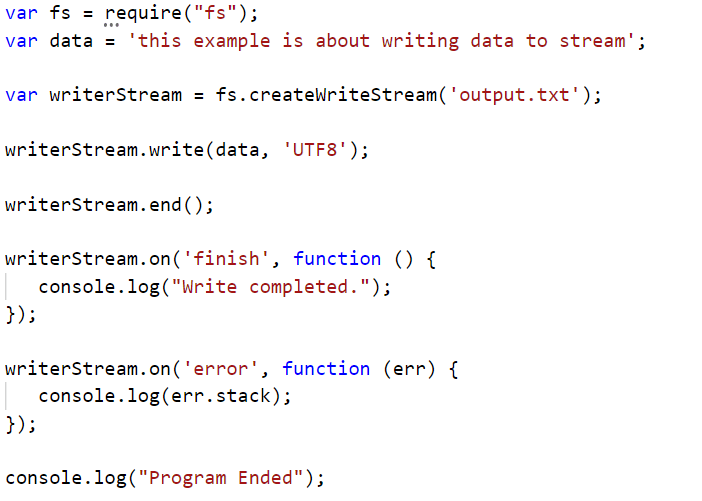 var fs = require("fs");
var data = 'this example is about writing data to stream';
var writerStream = fs.createWriteStream('output.txt');
writerStream.write(data, 'UTF8');
writerStream.end();
writerStream.on('finish', function () {
   console.log("Write completed.");
});
writerStream.on('error', function (err) {
   console.log(err.stack);
});
console.log("Program Ended");